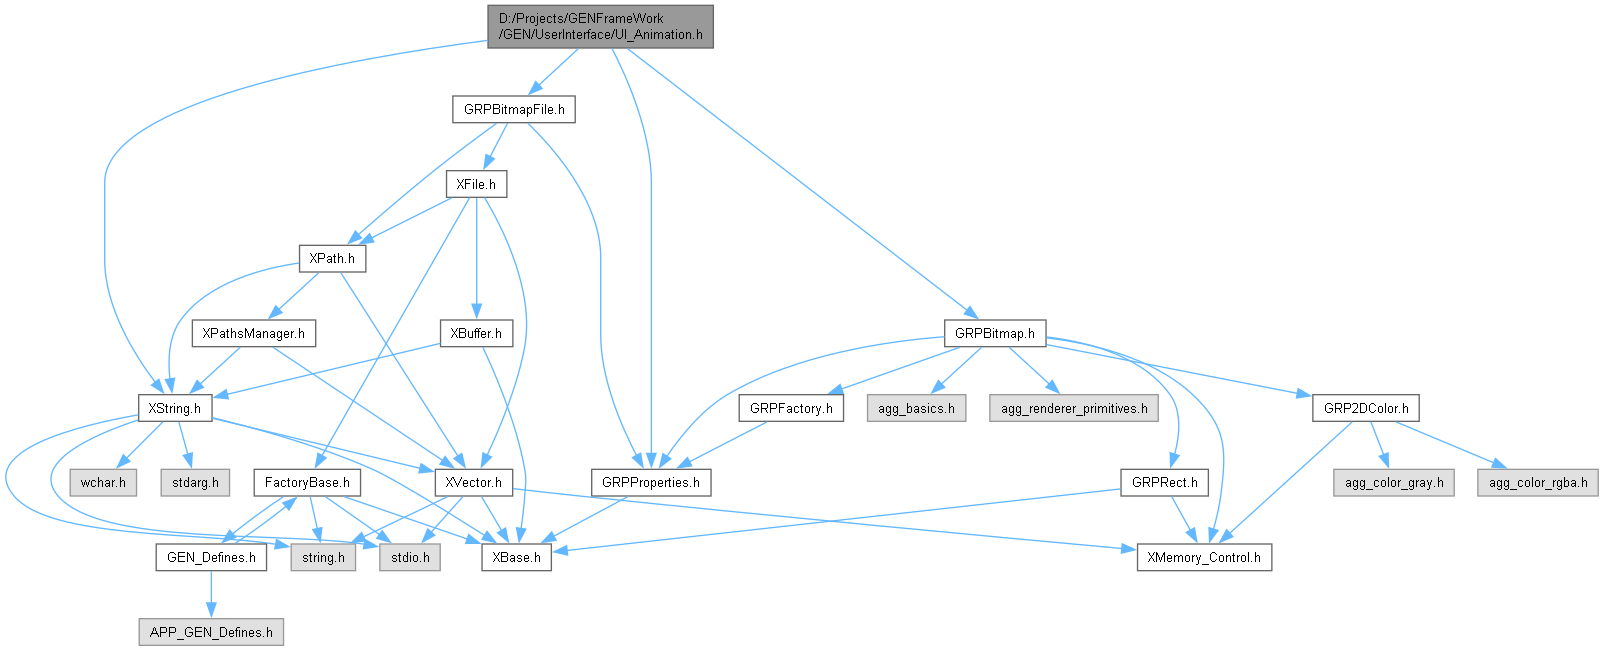 D:/Projects/GENFrameWork
/GEN/UserInterface/UI_Animation.h
GRPBitmapFile.h
XFile.h
XPath.h
XPathsManager.h
XBuffer.h
GRPBitmap.h
XString.h
GRPFactory.h
agg_basics.h
agg_renderer_primitives.h
GRP2DColor.h
wchar.h
stdarg.h
FactoryBase.h
XVector.h
GRPProperties.h
GRPRect.h
agg_color_gray.h
agg_color_rgba.h
GEN_Defines.h
string.h
stdio.h
XBase.h
XMemory_Control.h
APP_GEN_Defines.h